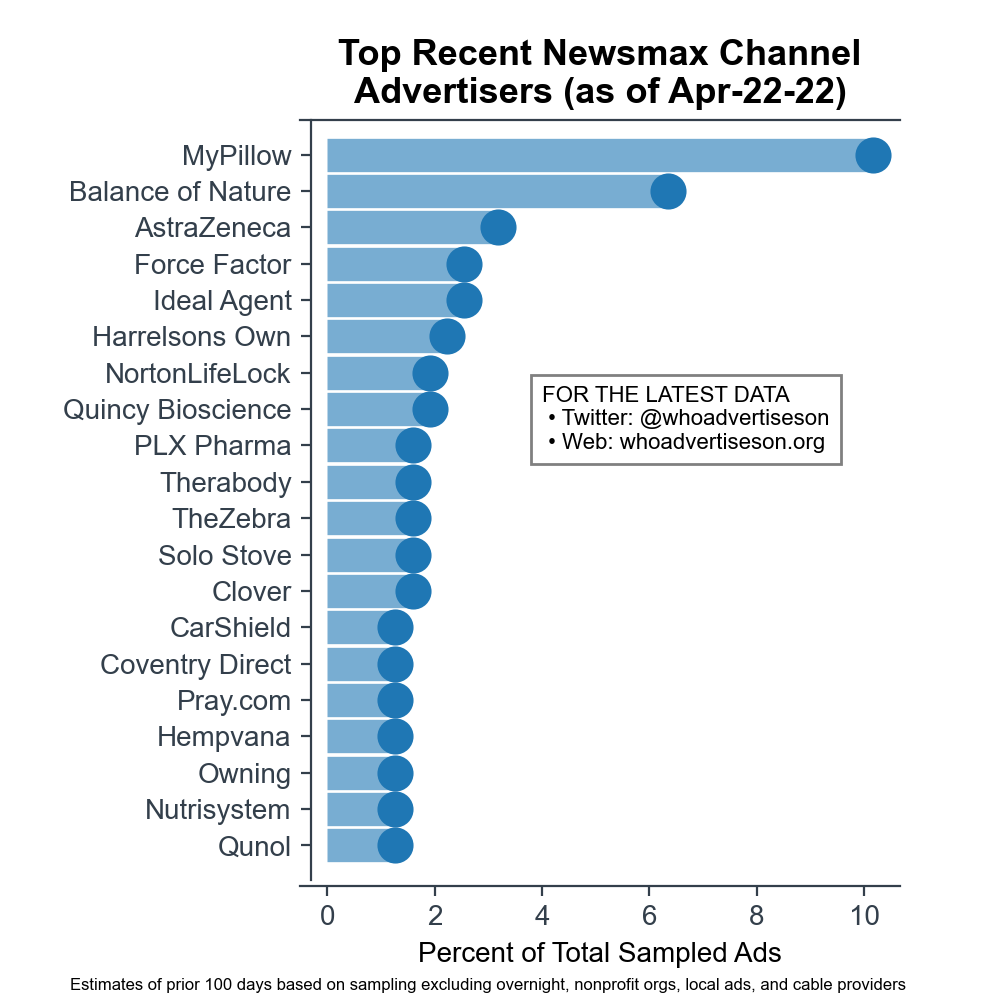 Top Recent Newsmax Channel
Advertisers (as of Apr-22-22)
MyPillow
Balance of Nature
AstraZeneca
Force Factor
Ideal Agent
Harrelsons Own
NortonLifeLock
Quincy Bioscience
PLX Pharma
Therabody
TheZebra
Solo Stove
Clover
CarShield
Coventry Direct
Pray.com
Hempvana
Owning
Nutrisystem
Qunol
FOR THE LATEST DATA
• Twitter: @whoadvertiseson
• Web: whoadvertiseson.org
0 2 4 6 8 10
Percent of Total Sampled Ads
Estimates of prior 100 days based on sampling excluding overnight, nonprofit orgs, local ads, and cable providers